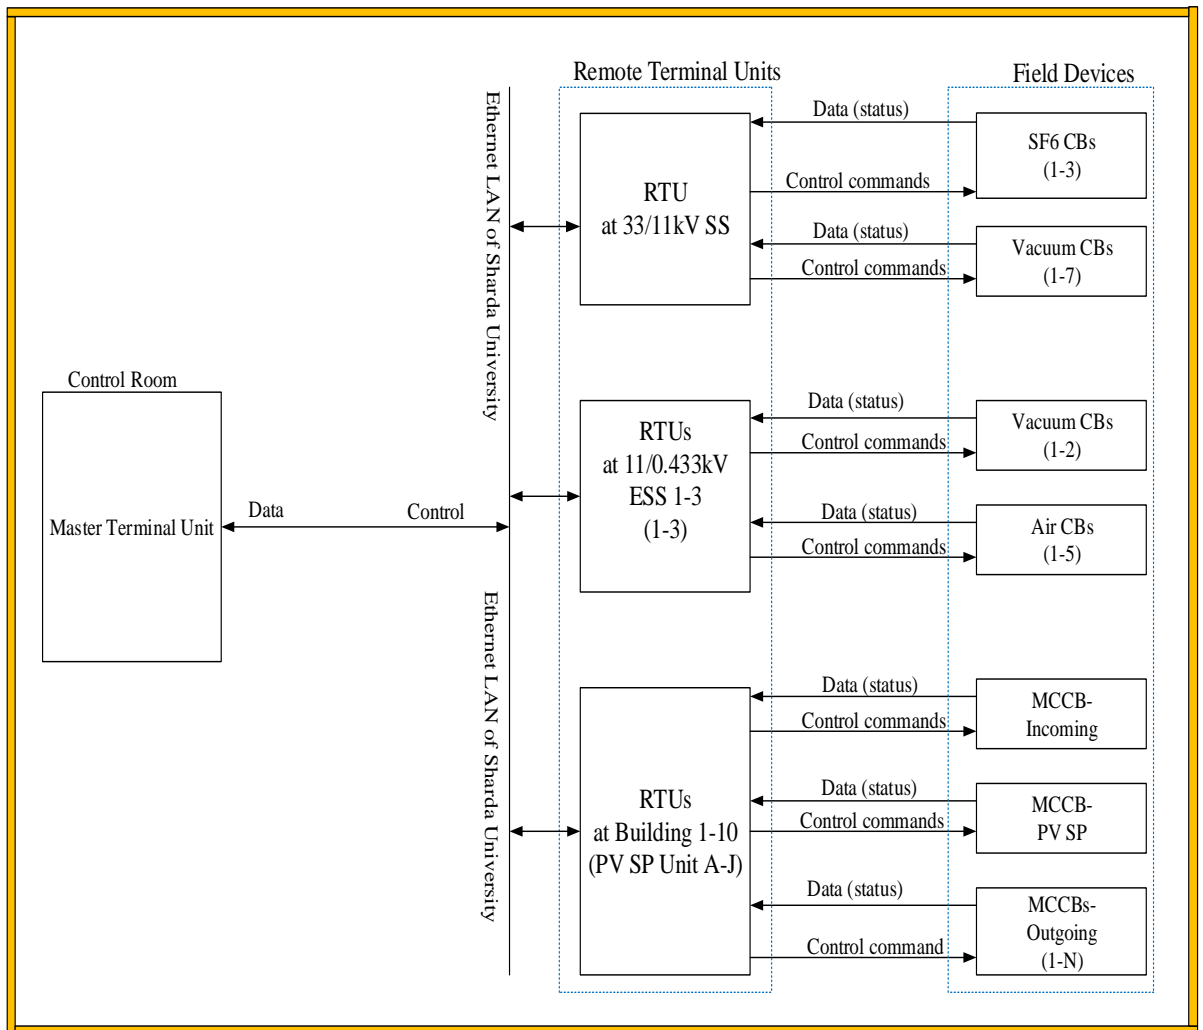 Remote Terminal Units
Field Devices
Ethernet LAN of Sharda University
RTU
at 33/11kV SS
Data (status)
Control commands
SF6 CBs
(1-3)
Data (status)
Control commands
Vacuum CBs
(1-7)
Control Room
Master Terminal Unit
Data
Control
RTUs
at 11/0.433kV
ESS 1-3
(1-3)
Data (status)
Control commands
Vacuum CBs
(1-2)
Data (status)
Control commands
Air CBs
(1-5)
Ethernet LAN of Sharda University
RTUs
at Building 1-10
(PV SP Unit A-J)
Data (status)
Control commands
MCCB-
Incoming
Data (status)
Control commands
MCCB-
PV SP
Data (status)
Control command
MCCBs-
Outgoing
(1-N)